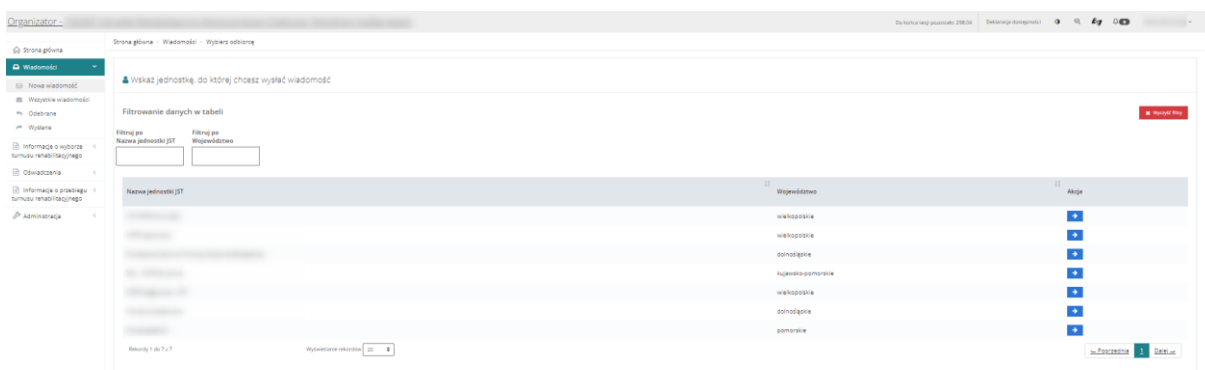 Organizator -
Do końca sesji pozostało: 298:34
Deklaracja dostępności
Strona główna
Wiadomości
Nowa wiadomość
Wszystkie wiadomości
Odebrane
Wysłane
Informacje o wyborze
turnusu rehabilitacyjnego
Oświadczenia
Informacje o przebiegu
turnusu rehabilitacyjnego
Administracja
Strona główna - Wiadomości - Wybierz odbiorcę
Wskaż jednostkę, do której chcesz wysłać wiadomość
Filtrowanie danych w tabeli
Wyczyść filtry
Filtruj po
Nazwa jednostki JST
Filtruj po
Województwo
Nazwa jednostki JST Województwo Akcja
wielkopolskie
wielkopolskie
dolnośląskie
kujawsko-pomorskie
wielkopolskie
dolnośląskie
pomorskie
Rekordy 1 do 7 z 7
Wyświetlanie rekordów 20
Poprzednia 1 Dalej